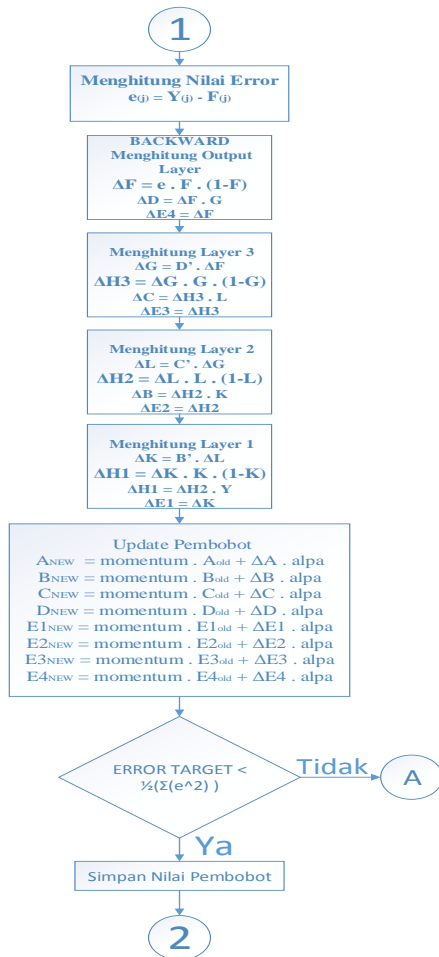 1
Menghitung Nilai Error
e(j) = Y(j) - F(j)
BACKWARD
Menghitung Output
Layer
ΔF = e . F . (1-F)
ΔD = ΔF . G
ΔE4 = ΔF
Menghitung Layer 3
ΔG = D’ . ΔF
ΔH3 = ΔG . G . (1-G)
ΔC = ΔH3 . L
ΔE3 = ΔH3
Menghitung Layer 2
ΔL = C’ . ΔG
ΔH2 = ΔL . L . (1-L)
ΔB = ΔH2 . K
ΔE2 = ΔH2
Menghitung Layer 1
ΔK = B’ . ΔL
ΔH1 = ΔK . K . (1-K)
ΔH1 = ΔH2 . Y
ΔE1 = ΔK
Update Pembobot
ANEW = momentum . Aold + ΔA . alpa
BNEW = momentum . Bold + ΔB . alpa
CNEW = momentum . Cold + ΔC . alpa
DNEW = momentum . Dold + ΔD . alpa
E1NEW = momentum . E1old + ΔE1 . alpa
E2NEW = momentum . E2old + ΔE2 . alpa
E3NEW = momentum . E3old + ΔE3 . alpa
E4NEW = momentum . E4old + ΔE4 . alpa
ERROR TARGET <
½(Σ(e^2) )
Tidak
A
Ya
Simpan Nilai Pembobot
2